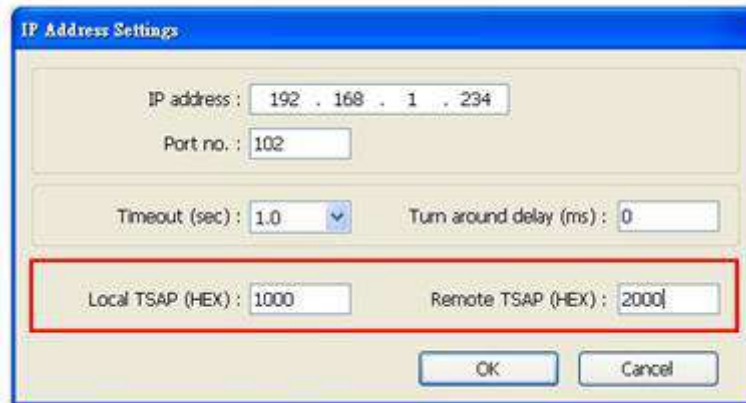 IP Address Settings
IP address : 192 . 168 . 1 . 234
Port no. : 102
Timeout (sec) : 1.0 Turn around delay (ms) : 0
Local TSAP (HEX) : 1000 Remote TSAP (HEX) : 2000
OK Cancel